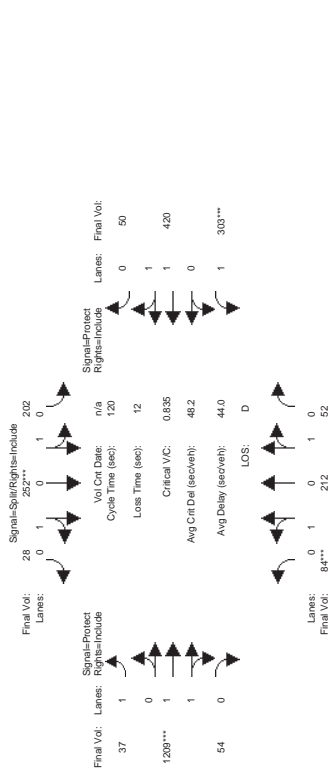 Signal=Split/Rights=Include
Final Vol: 28 252*** 202
Lanes: 0 1 0 1 0
Signal=Protect
Rights=Include
Signal=Protect
Rights=Include
Final Vol: Lanes:
Lanes: Final Vol:
Vol Cnt Date: n/a
Cycle Time (sec): 120
Loss Time (sec): 12
Critical V/C: 0.835
Avg Crit Del (sec/veh): 48.2
Avg Delay (sec/veh): 44.0
LOS: D
37 1
0
1209*** 1
1
54 0
0 50
1
1 420
0
1 303***
Lanes: 0 1 0 1 0
Final Vol: 84*** 212 52